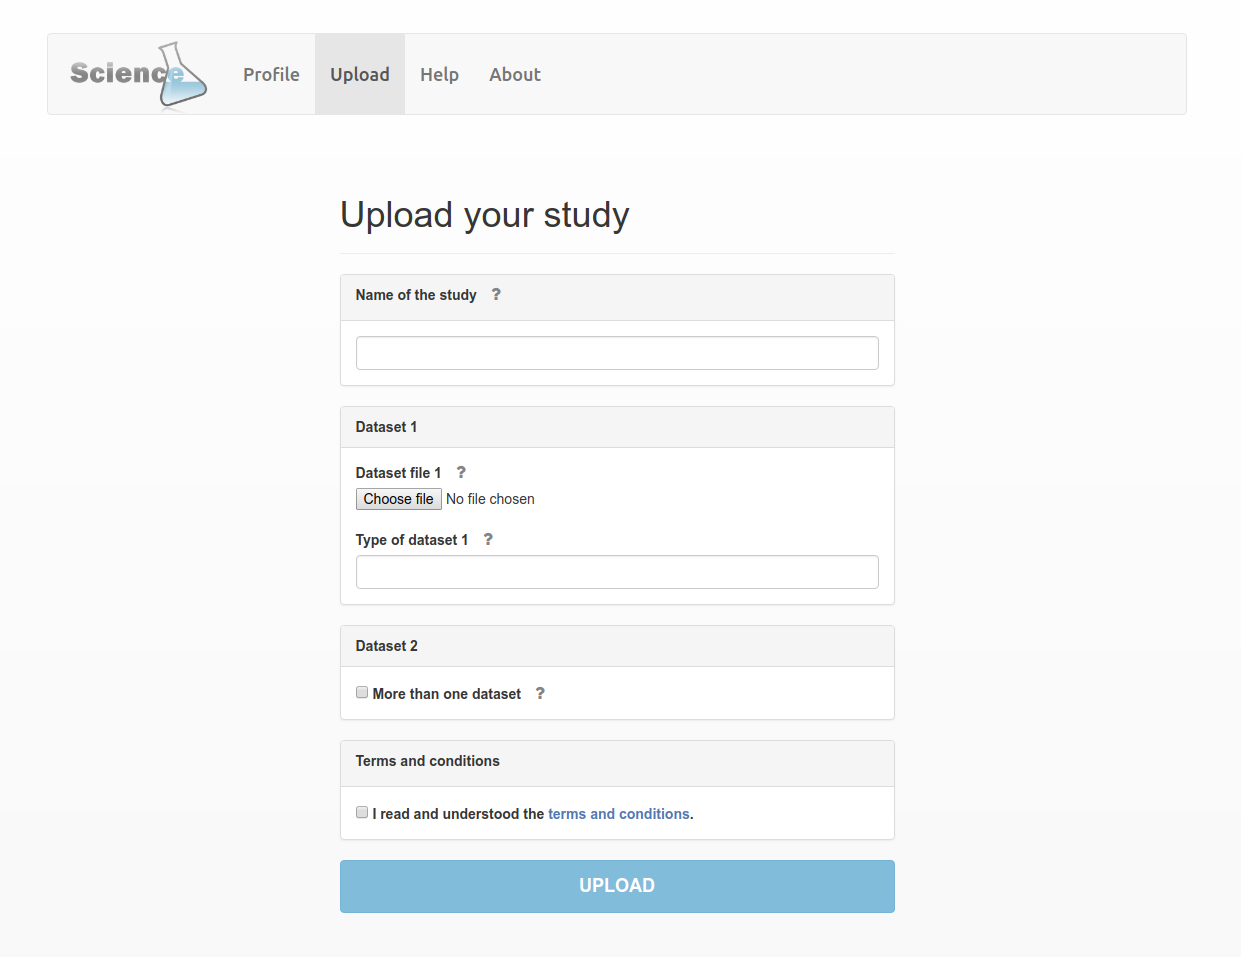 Science
Profile Upload Help About
Upload your study
Name of the study ?
Dataset 1
Dataset file 1 ?
Choose file No file chosen
Type of dataset 1 ?
Dataset 2
More than one dataset ?
Terms and conditions
I read and understood the terms and conditions.
UPLOAD